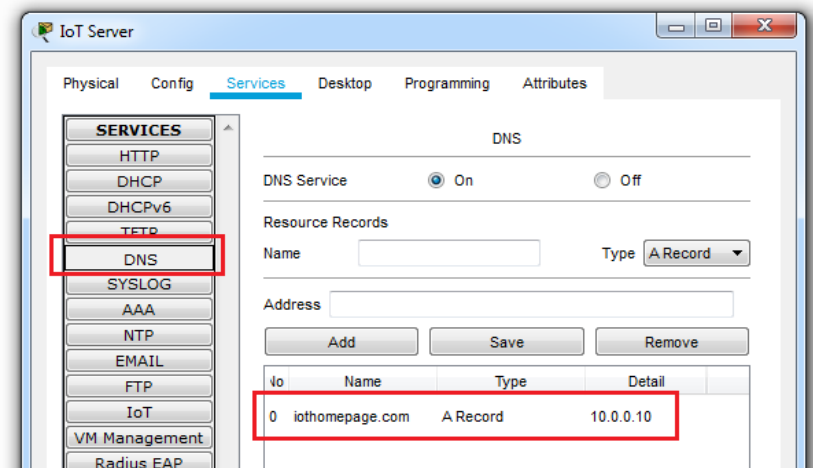 IoT Server
Physical Config Services Desktop Programming Attributes
SERVICES
HTTP
DHCP
DHCPv6
TFTP
DNS
SYSLOG
AAA
NTP
EMAIL
FTP
IoT
VM Management
Radius EAP
DNS
DNS Service On Off
Resource Records
Name Type A Record
Address
Add Save Remove
No Name Type Detail
0 iothomepage.com A Record 10.0.0.10